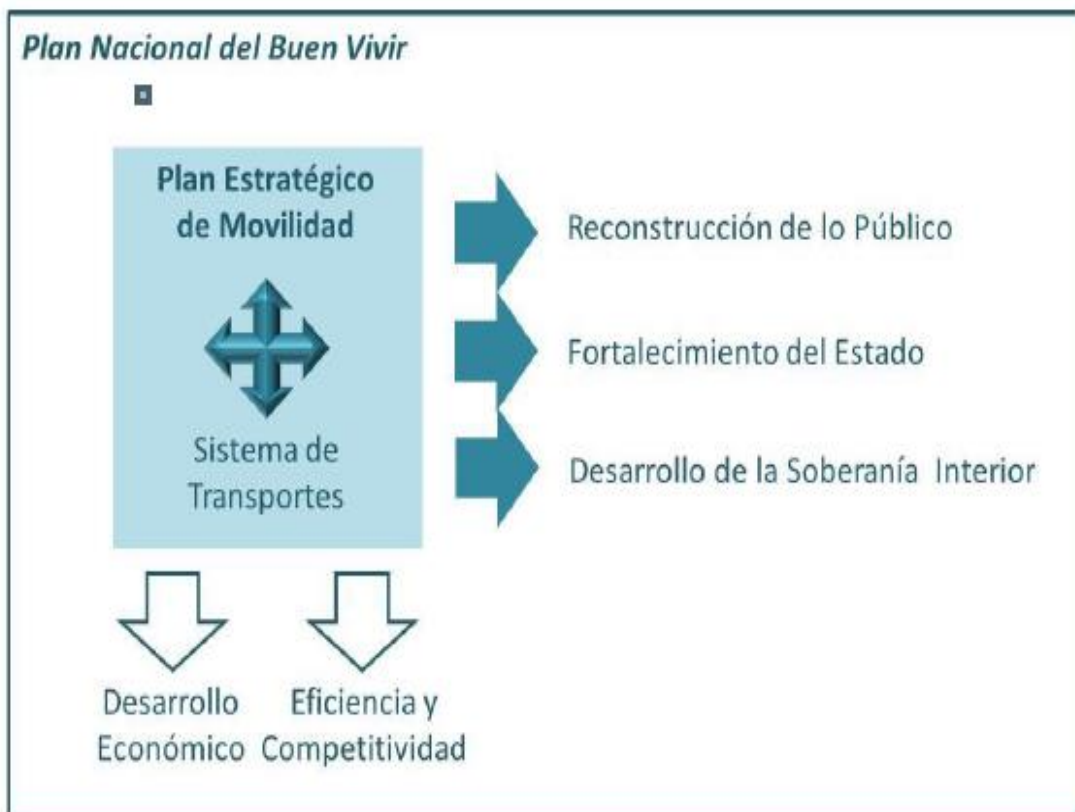 Plan Nacional del Buen Vivir
Plan Estratégico
de Movilidad
Sistema de
Transportes
Reconstrucción de lo Público
Fortalecimiento del Estado
Desarrollo de la Soberanía Interior
Desarrollo
Económico
Eficiencia y
Competitividad